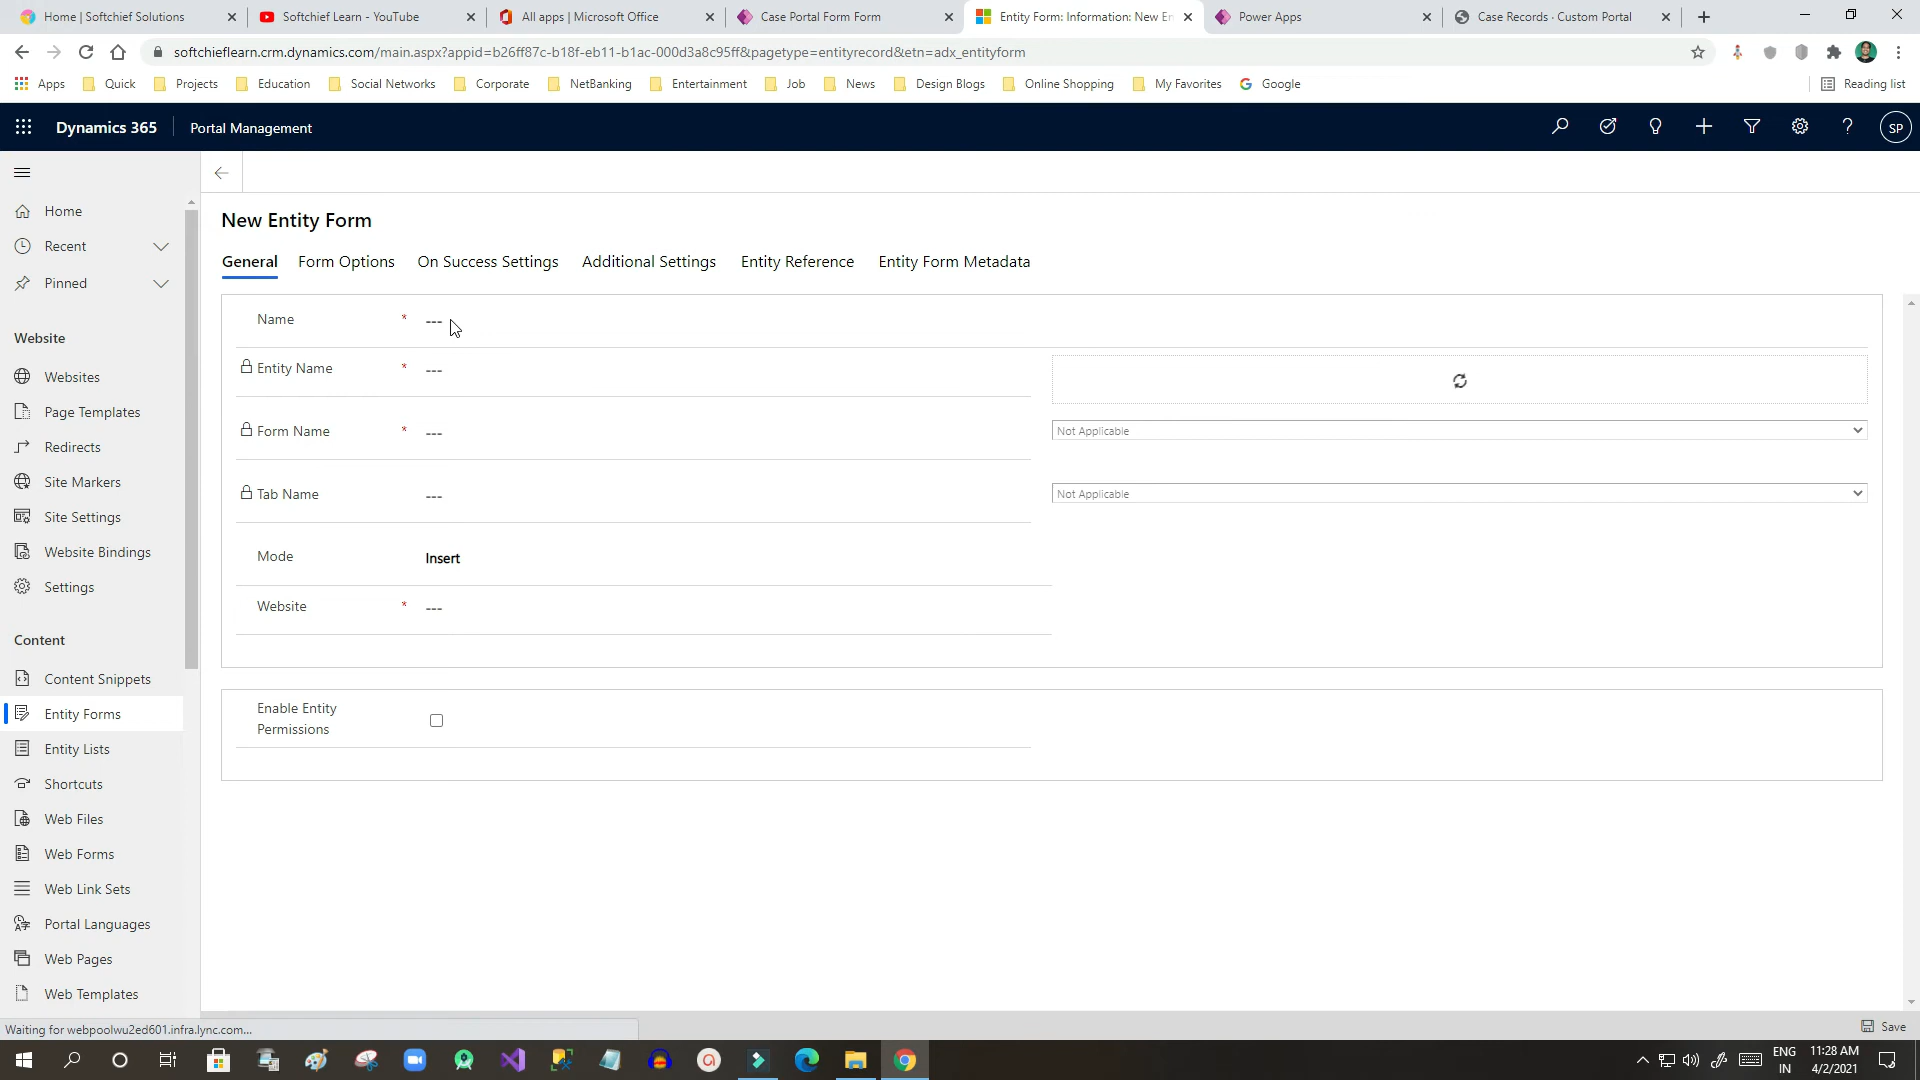 Home | Softchief Solutions
Softchief Learn - YouTube
All apps | Microsoft Office
Case Portal Form Form
Entity Form: Information: New En
Power Apps
Case Records · Custom Portal
softchieflearn.crm.dynamics.com/main.aspx?appid=b26ff87c-b18f-eb11-b1ac-000d3a8c95ff&pagetype=entityrecord&etn=adx_entityform
Apps
Quick
Projects
Education
Social Networks
Corporate
NetBanking
Entertainment
Job
News
Design Blogs
Online Shopping
My Favorites
Google
Reading list
Dynamics 365
Portal Management
SP
Home
Recent
Pinned
Website
Websites
Page Templates
Redirects
Site Markers
Site Settings
Website Bindings
Settings
Content
Content Snippets
Entity Forms
Entity Lists
Shortcuts
Web Files
Web Forms
Web Link Sets
Portal Languages
Web Pages
Web Templates
New Entity Form
General
Form Options
On Success Settings
Additional Settings
Entity Reference
Entity Form Metadata
Name * ---
Entity Name * ---
Form Name * ---
Not Applicable
Tab Name ---
Not Applicable
Mode Insert
Website * ---
Enable Entity
Permissions
Waiting for webpoolwu2ed601.infra.lync.com...
Save
ENG
IN
11:28 AM
4/2/2021